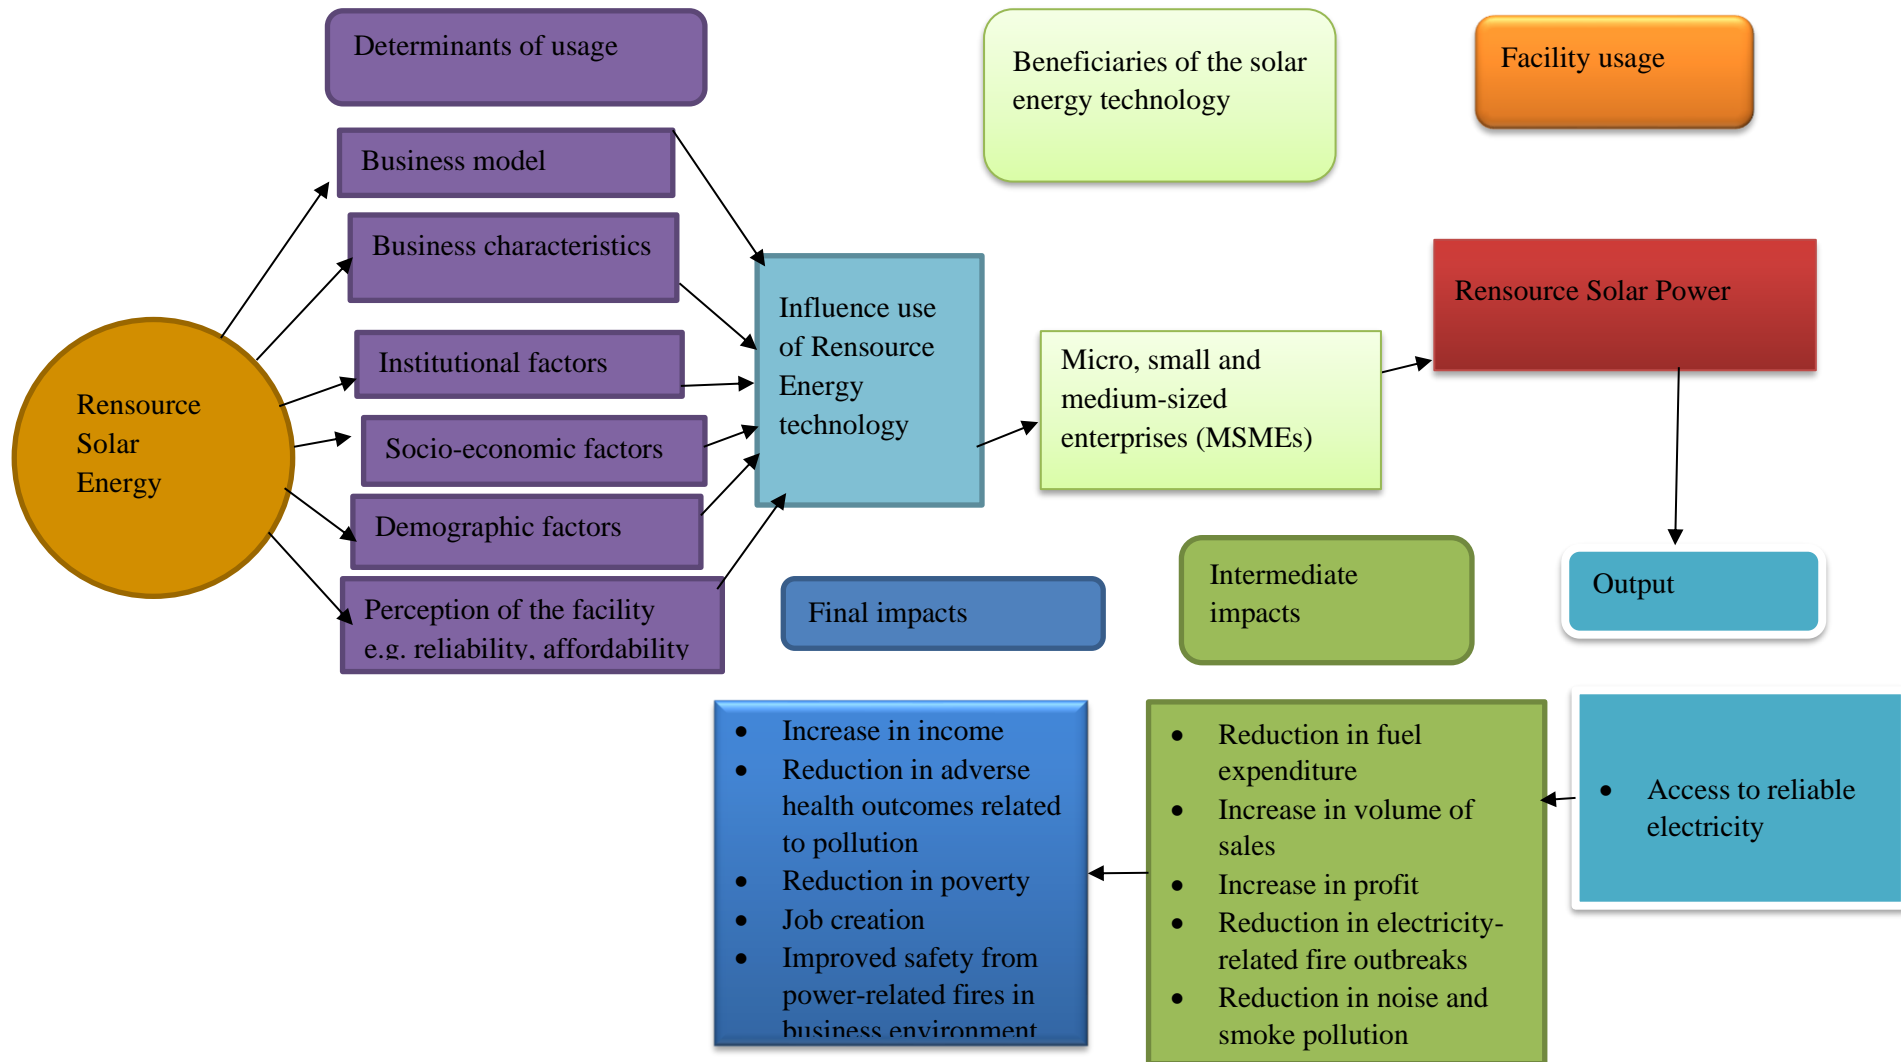 Determinants of usage
Beneficiaries of the solar
energy technology
Facility usage
Business model
Business characteristics
Institutional factors
Socio-economic factors
Demographic factors
Perception of the facility
e.g. reliability, affordability
Rensource
Solar
Energy
Influence use
of Rensource
Energy
technology
Micro, small and
medium-sized
enterprises (MSMEs)
Rensource Solar Power
Final impacts
Intermediate
impacts
Output
• Increase in income
• Reduction in adverse
health outcomes related
to pollution
• Reduction in poverty
• Job creation
• Improved safety from
power-related fires in
business environment
• Reduction in fuel
expenditure
• Increase in volume of
sales
• Increase in profit
• Reduction in electricity-
related fire outbreaks
• Reduction in noise and
smoke pollution
• Access to reliable
electricity